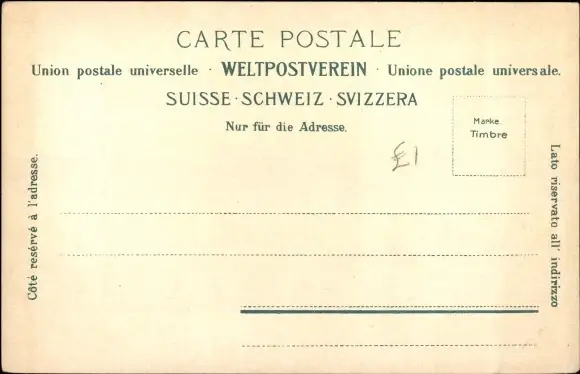 CARTE POSTALE
Union postale universelle · WELTPOSTVEREIN · Unione postale universale.
SUISSE · SCHWEIZ · SVIZZERA
Nur für die Adresse.
Marke.
Timbre
£1
Côté resérvé à l'adresse.
Lato riservato all' indirizzo